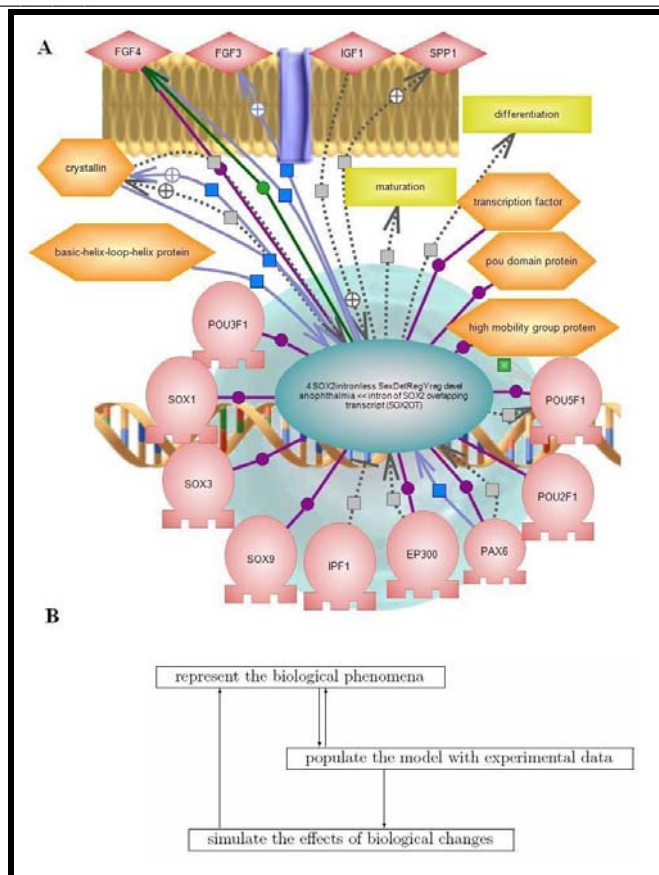 A
FGF4
FGF3
IGF1
SPP1
differentiation
crystallin
maturation
transcription factor
basic-helix-loop-helix protein
pou domain protein
high mobility group protein
POU3F1
4 SOX2intronless SexDetRegYreg devel
anophthalmia << intron of SOX2 overlapping
transcript (SOX2OT)
SOX1
POU5F1
SOX3
POU2F1
SOX9
IPF1
EP300
PAX6
B
represent the biological phenomena
populate the model with experimental data
simulate the effects of biological changes